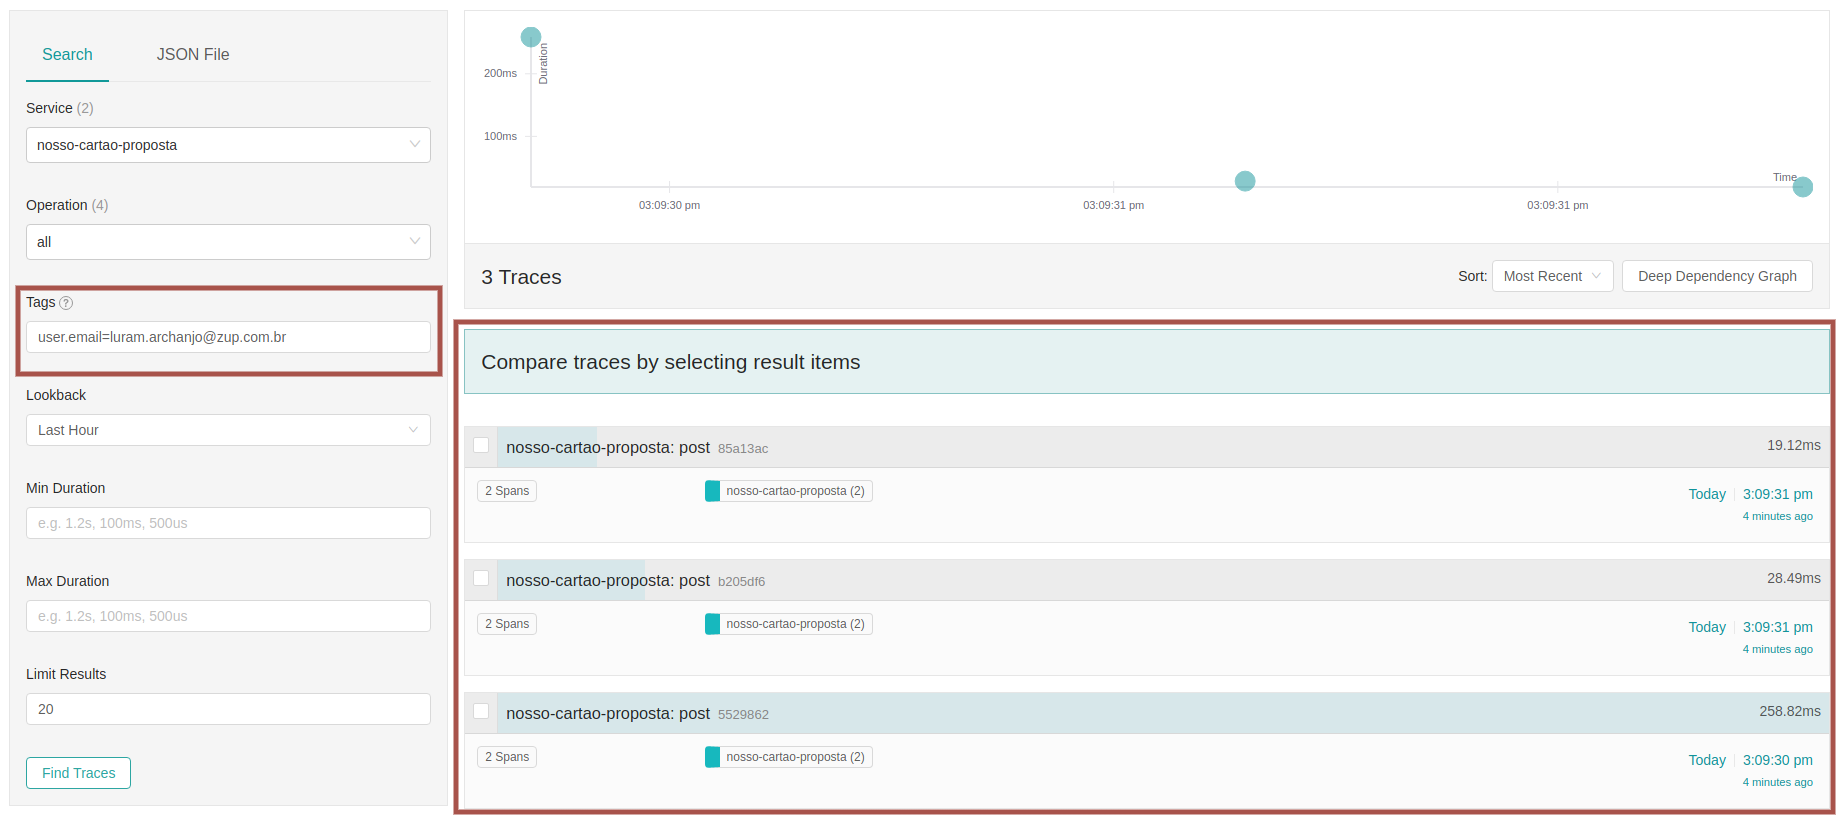 Search JSON File
Service (2)
nosso-cartao-proposta
Operation (4)
all
Tags ?
user.email=luram.archanjo@zup.com.br
Lookback
Last Hour
Min Duration
e.g. 1.2s, 100ms, 500us
Max Duration
e.g. 1.2s, 100ms, 500us
Limit Results
20
Find Traces
Duration
200ms
100ms
Time
03:09:30 pm 03:09:31 pm 03:09:31 pm
3 Traces Sort: Most Recent Deep Dependency Graph
Compare traces by selecting result items
nosso-cartao-proposta: post 85a13ac 19.12ms
2 Spans nosso-cartao-proposta (2) Today 3:09:31 pm
4 minutes ago
nosso-cartao-proposta: post b205df6 28.49ms
2 Spans nosso-cartao-proposta (2) Today 3:09:31 pm
4 minutes ago
nosso-cartao-proposta: post 5529862 258.82ms
2 Spans nosso-cartao-proposta (2) Today 3:09:30 pm
4 minutes ago